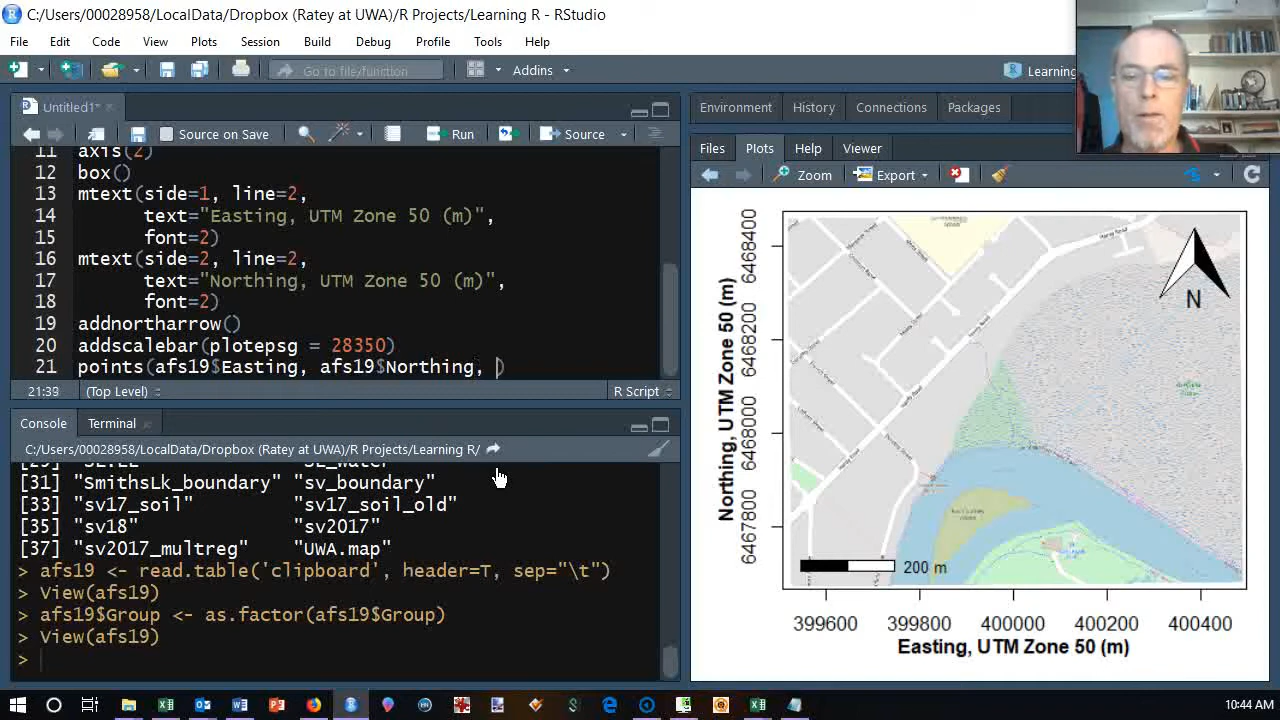 C:/Users/00028958/LocalData/Dropbox (Ratey at UWA)/R Projects/Learning R - RStudio
File Edit Code View Plots Session Build Debug Profile Tools Help
Go to file/function Addins Learning
Untitled1*
Source on Save Run Source
11 axis(2)
12 box()
13 mtext(side=1, line=2,
14 text="Easting, UTM Zone 50 (m)",
15 font=2)
16 mtext(side=2, line=2,
17 text="Northing, UTM Zone 50 (m)",
18 font=2)
19 addnortharrow()
20 addscalebar(plotepsg = 28350)
21 points(afs19$Easting, afs19$Northing, )
21:39 (Top Level) R Script
Console Terminal
C:/Users/00028958/LocalData/Dropbox (Ratey at UWA)/R Projects/Learning R/
[29] "SL.LL" "SL_water"
[31] "SmithsLk_boundary" "sv_boundary"
[33] "sv17_soil" "sv17_soil_old"
[35] "sv18" "sv2017"
[37] "sv2017_multreg" "UWA.map"
> afs19 <- read.table('clipboard', header=T, sep="\t")
> View(afs19)
> afs19$Group <- as.factor(afs19$Group)
> View(afs19)
>
Environment History Connections Packages
Files Plots Help Viewer
Zoom Export
Northing, UTM Zone 50 (m)
6467800 6468000 6468200 6468400
N
200 m
399600 399800 400000 400200 400400
Easting, UTM Zone 50 (m)
10:44 AM